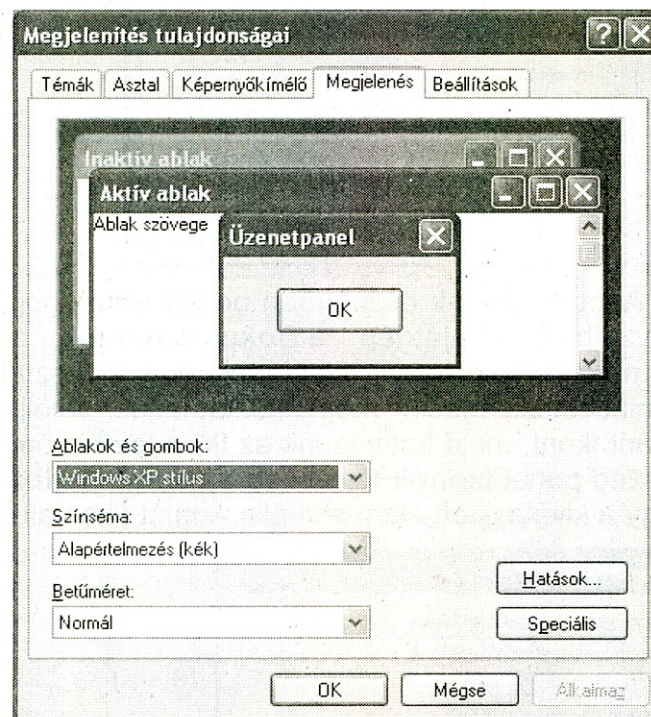 Megjelenítés tulajdonságai
Témák Asztal Képernyőkímélő Megjelenés Beállítások
Inaktív ablak
Aktív ablak
Ablak szövege
Üzenetpanel
OK
Ablakok és gombok:
Windows XP stílus
Színséma:
Alapértelmezés (kék)
Hatások...
Betűméret:
Normál
Speciális
OK Mégse Alkalmaz